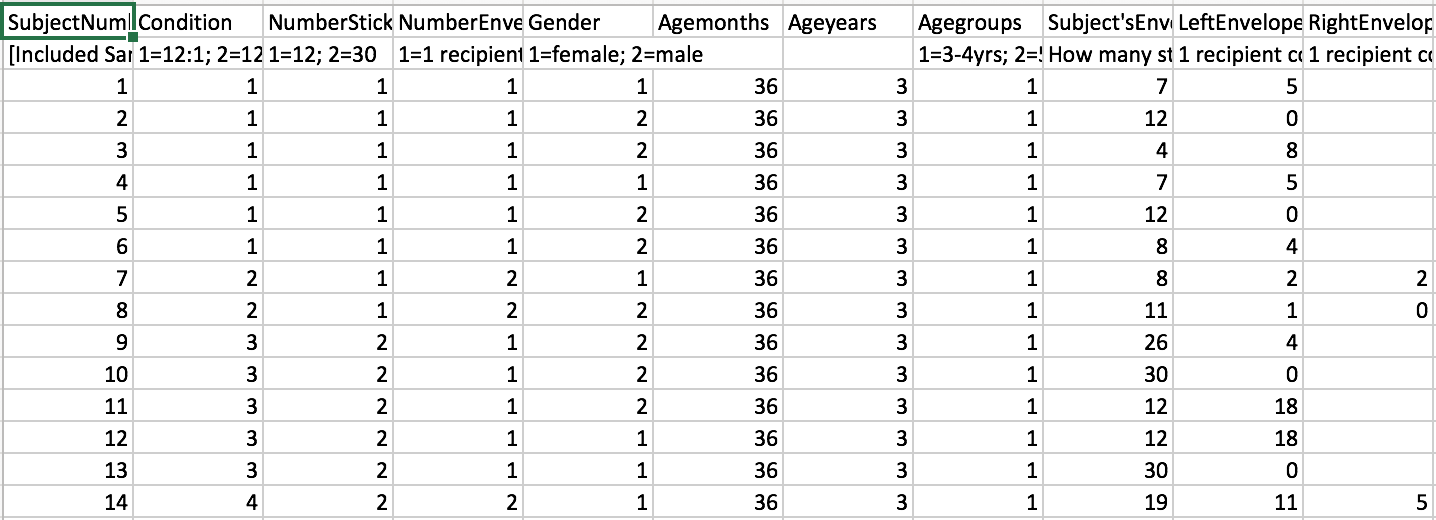 SubjectNuml Condition NumberStick NumberEnve Gender Agemonths Ageyears Agegroups Subject'sEnv LeftEnvelope RightEnvelop
[Included Sar 1=12:1; 2=12 1=12; 2=30 1=1 recipient 1=female; 2=male 1=3-4yrs; 2=5 How many st 1 recipient co 1 recipient co
1 1 1 1 1 36 3 1 7 5
2 1 1 1 2 36 3 1 12 0
3 1 1 1 2 36 3 1 4 8
4 1 1 1 1 36 3 1 7 5
5 1 1 1 2 36 3 1 12 0
6 1 1 1 2 36 3 1 8 4
7 2 1 2 1 36 3 1 8 2 2
8 2 1 2 2 36 3 1 11 1 0
9 3 2 1 2 36 3 1 26 4
10 3 2 1 2 36 3 1 30 0
11 3 2 1 2 36 3 1 12 18
12 3 2 1 1 36 3 1 12 18
13 3 2 1 1 36 3 1 30 0
14 4 2 2 1 36 3 1 19 11 5